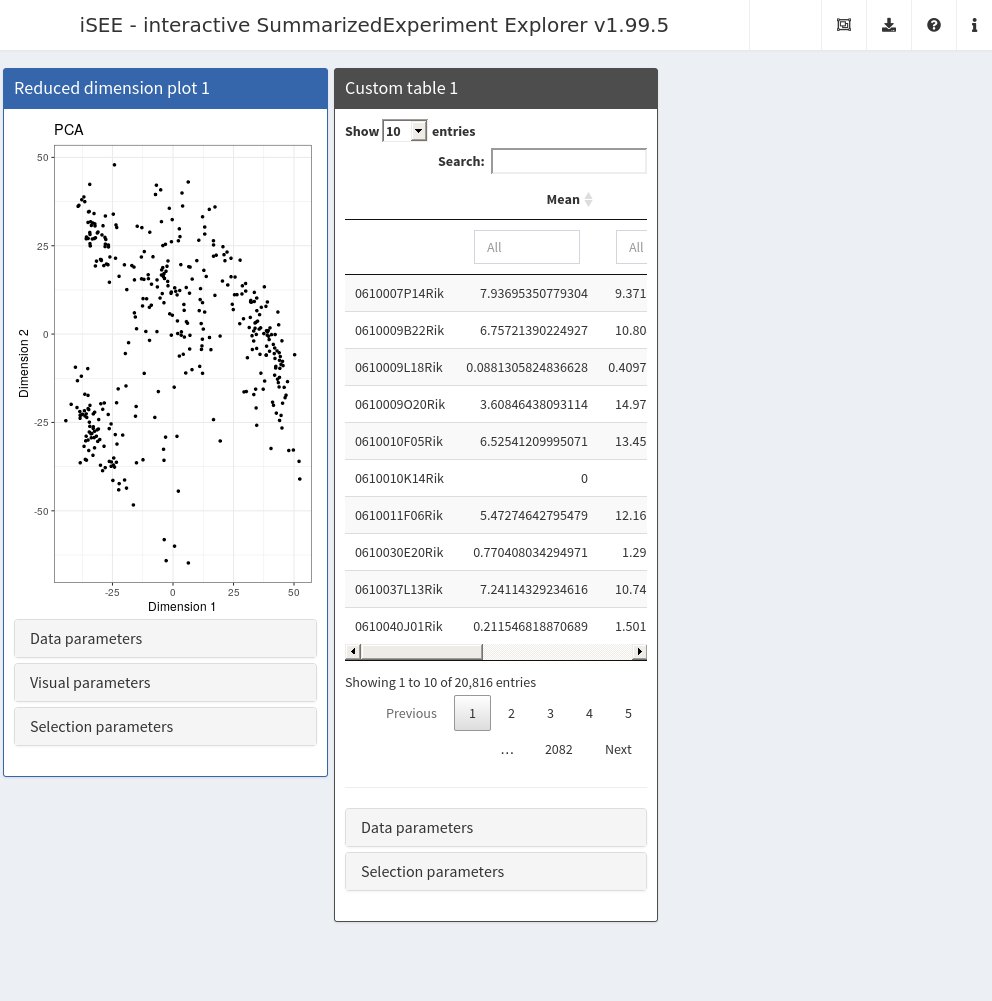 iSEE - interactive SummarizedExperiment Explorer v1.99.5
Reduced dimension plot 1
PCA
50
25
0
-25
-50
Dimension 2
-25 0 25 50
Dimension 1
Data parameters
Visual parameters
Selection parameters
Custom table 1
Show 10 entries
Search:
Mean
All All
0610007P14Rik 7.93695350779304 9.371
0610009B22Rik 6.75721390224927 10.80
0610009L18Rik 0.0881305824836628 0.4097
0610009O20Rik 3.60846438093114 14.97
0610010F05Rik 6.52541209995071 13.45
0610010K14Rik 0
0610011F06Rik 5.47274642795479 12.16
0610030E20Rik 0.770408034294971 1.29
0610037L13Rik 7.24114329234616 10.74
0610040J01Rik 0.211546818870689 1.501
Showing 1 to 10 of 20,816 entries
Previous 1 2 3 4 5
… 2082 Next
Data parameters
Selection parameters